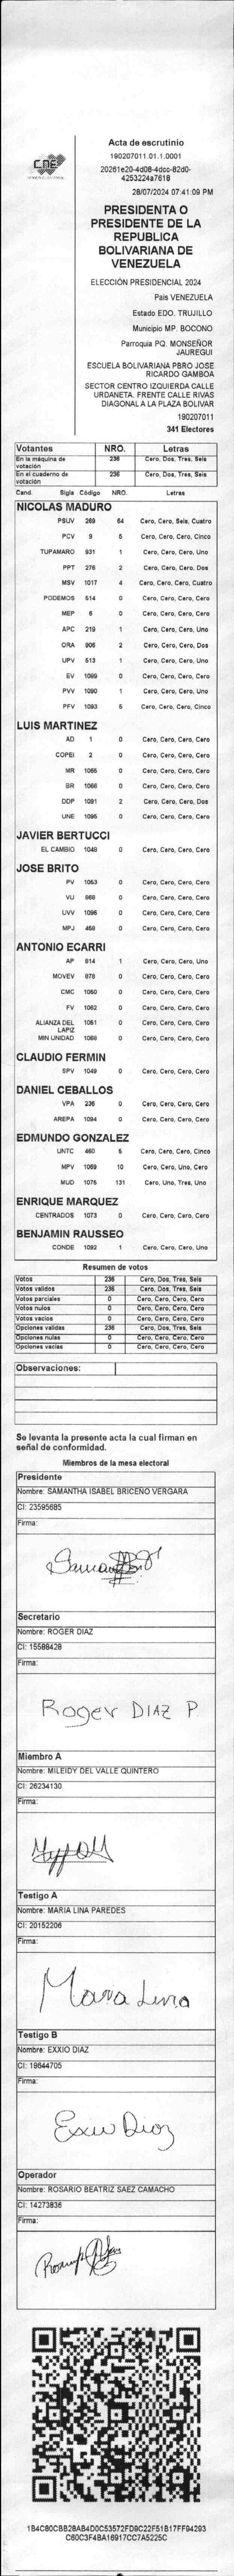 CNE
Acta de escrutinio
190207011.01.1.0001
20261e20-4d08-4dcc-82d0-
4253224a7618
28/07/2024 07:41:09 PM
PRESIDENTA O
PRESIDENTE DE LA
REPUBLICA
BOLIVARIANA DE
VENEZUELA
ELECCIÓN PRESIDENCIAL 2024
País VENEZUELA
Estado EDO. TRUJILLO
Municipio MP. BOCONO
Parroquia PQ. MONSEÑOR
JAUREGUI
ESCUELA BOLIVARIANA PBRO JOSE
RICARDO GAMBOA
SECTOR CENTRO IZQUIERDA CALLE
URDANETA. FRENTE CALLE RIVAS
DIAGONAL A LA PLAZA BOLIVAR
190207011
341 Electores
Votantes NRO. Letras
En la máquina de votación 236 Cero, Dos, Tres, Seis
En el cuaderno de votación 236 Cero, Dos, Tres, Seis
Cand. Sigla Código NRO. Letras
NICOLAS MADURO
PSUV 269 64 Cero, Cero, Seis, Cuatro
PCV 9 5 Cero, Cero, Cero, Cinco
TUPAMARO 931 1 Cero, Cero, Cero, Uno
PPT 276 2 Cero, Cero, Cero, Dos
MSV 1017 4 Cero, Cero, Cero, Cuatro
PODEMOS 514 0 Cero, Cero, Cero, Cero
MEP 6 0 Cero, Cero, Cero, Cero
APC 219 1 Cero, Cero, Cero, Uno
ORA 906 2 Cero, Cero, Cero, Dos
UPV 513 1 Cero, Cero, Cero, Uno
EV 1099 0 Cero, Cero, Cero, Cero
PVV 1090 1 Cero, Cero, Cero, Uno
PFV 1093 5 Cero, Cero, Cero, Cinco
LUIS MARTINEZ
AD 1 0 Cero, Cero, Cero, Cero
COPEI 2 0 Cero, Cero, Cero, Cero
MR 1065 0 Cero, Cero, Cero, Cero
BR 1066 0 Cero, Cero, Cero, Cero
DDP 1091 2 Cero, Cero, Cero, Dos
UNE 1095 0 Cero, Cero, Cero, Cero
JAVIER BERTUCCI
EL CAMBIO 1048 0 Cero, Cero, Cero, Cero
JOSE BRITO
PV 1053 0 Cero, Cero, Cero, Cero
VU 868 0 Cero, Cero, Cero, Cero
UVV 1096 0 Cero, Cero, Cero, Cero
MPJ 458 0 Cero, Cero, Cero, Cero
ANTONIO ECARRI
AP 814 1 Cero, Cero, Cero, Uno
MOVEV 878 0 Cero, Cero, Cero, Cero
CMC 1050 0 Cero, Cero, Cero, Cero
FV 1062 0 Cero, Cero, Cero, Cero
ALIANZA DEL LAPIZ 1051 0 Cero, Cero, Cero, Cero
MIN UNIDAD 1068 0 Cero, Cero, Cero, Cero
CLAUDIO FERMIN
SPV 1049 0 Cero, Cero, Cero, Cero
DANIEL CEBALLOS
VPA 236 0 Cero, Cero, Cero, Cero
AREPA 1094 0 Cero, Cero, Cero, Cero
EDMUNDO GONZALEZ
UNTC 460 5 Cero, Cero, Cero, Cinco
MPV 1069 10 Cero, Cero, Uno, Cero
MUD 1075 131 Cero, Uno, Tres, Uno
ENRIQUE MARQUEZ
CENTRADOS 1073 0 Cero, Cero, Cero, Cero
BENJAMIN RAUSSEO
CONDE 1092 1 Cero, Cero, Cero, Uno
Resumen de votos
Votos 236 Cero, Dos, Tres, Seis
Votos validos 236 Cero, Dos, Tres, Seis
Votos parciales 0 Cero, Cero, Cero, Cero
Votos nulos 0 Cero, Cero, Cero, Cero
Votos vacios 0 Cero, Cero, Cero, Cero
Opciones validas 236 Cero, Dos, Tres, Seis
Opciones nulas 0 Cero, Cero, Cero, Cero
Opciones vacias 0 Cero, Cero, Cero, Cero
Observaciones:
Se levanta la presente acta la cual firman en
señal de conformidad.
Miembros de la mesa electoral
Presidente
Nombre: SAMANTHA ISABEL BRICEÑO VERGARA
CI: 23595685
Firma:
Secretario
Nombre: ROGER DIAZ
CI: 15588428
Firma:
Roger DIAZ P.
Miembro A
Nombre: MILEIDY DEL VALLE QUINTERO
CI: 26234130
Firma:
Testigo A
Nombre: MARIA LINA PAREDES
CI: 20152206
Firma:
Maria Lina
Testigo B
Nombre: EXXIO DIAZ
CI: 19644705
Firma:
Exxio Diaz
Operador
Nombre: ROSARIO BEATRIZ SAEZ CAMACHO
CI: 14273836
Firma:
1B4C80CBB28AB4D0C53572FD9C22F51B17FF94293
C60C3F4BA16917CC7A5225C